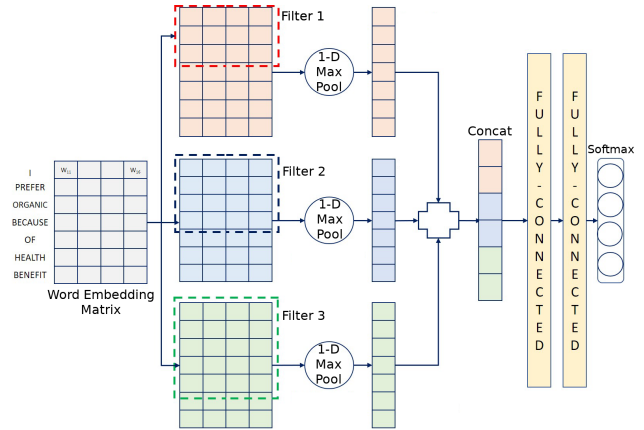 Filter 1
1-D
Max
Pool
Filter 2
1-D
Max
Pool
Filter 3
1-D
Max
Pool
I
PREFER
ORGANIC
BECAUSE
OF
HEALTH
BENEFIT
W₁₁
Word Embedding
Matrix
Concat
FULLY-CONNECTED
FULLY-CONNECTED
Softmax